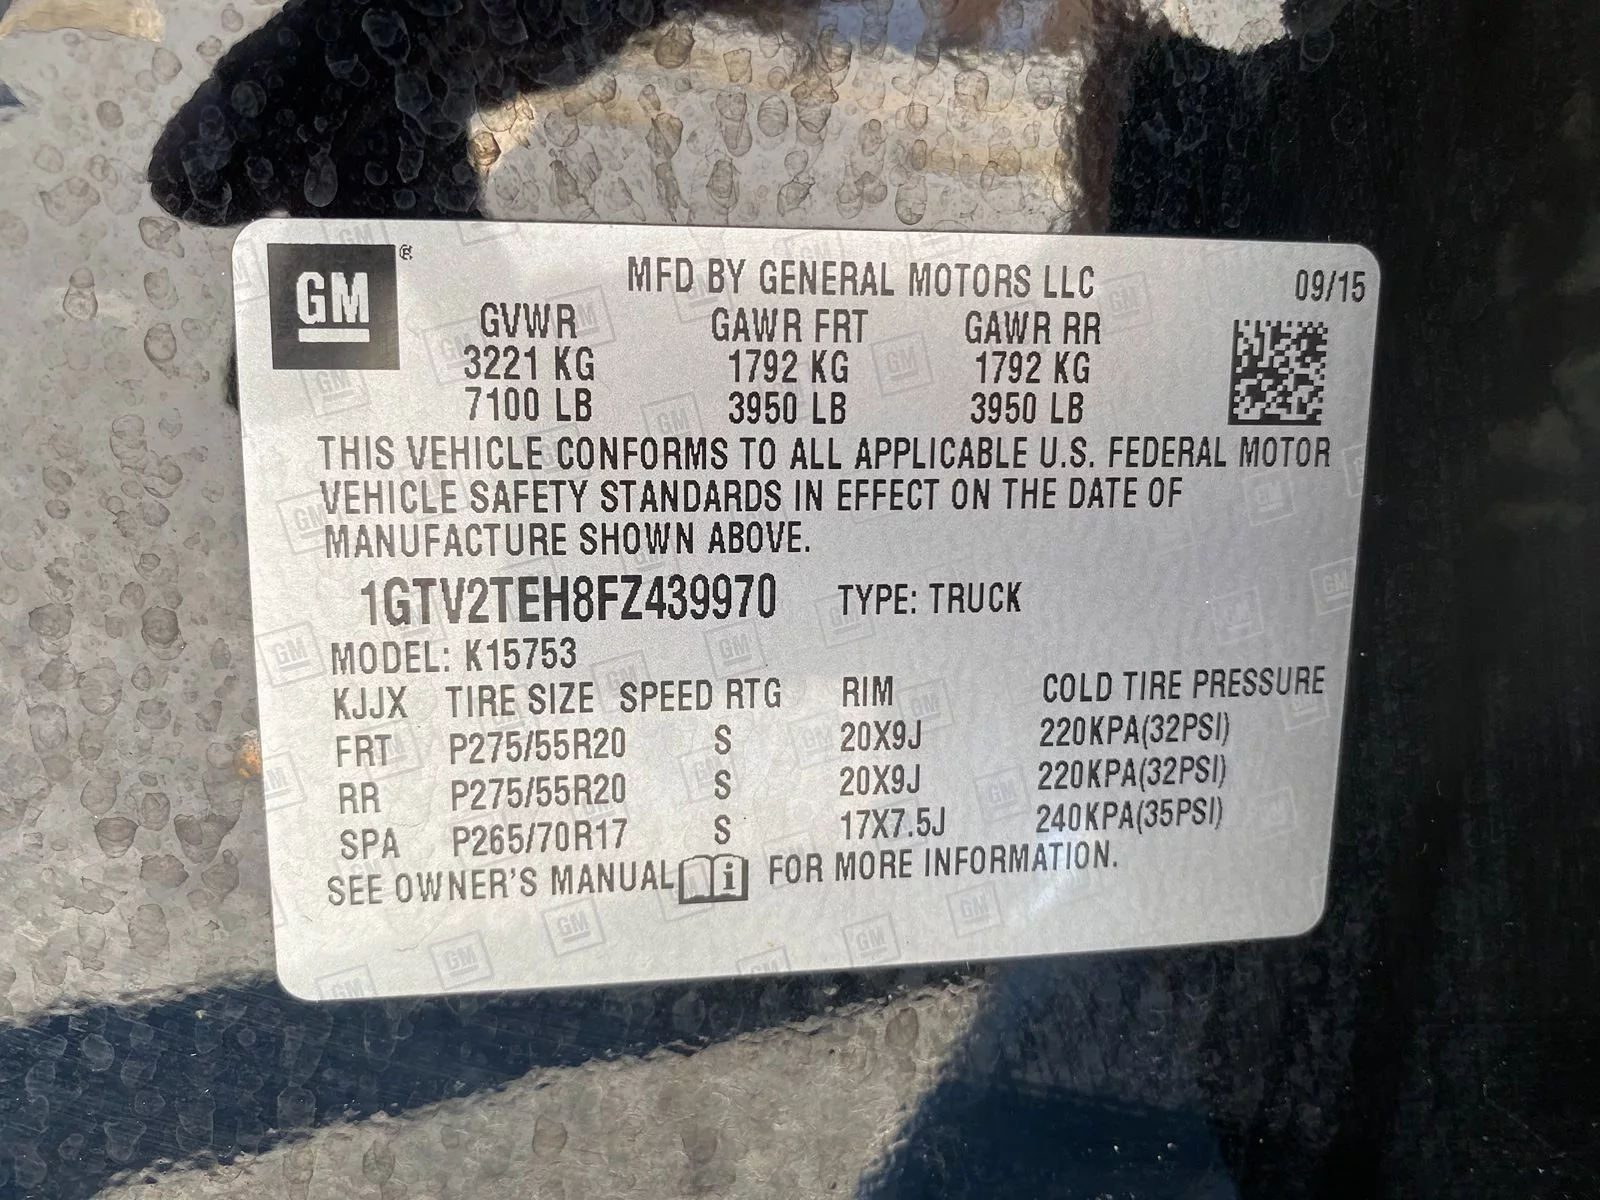 GM ®
MFD BY GENERAL MOTORS LLC 09/15
GVWR GAWR FRT GAWR RR
3221 KG 1792 KG 1792 KG
7100 LB 3950 LB 3950 LB
THIS VEHICLE CONFORMS TO ALL APPLICABLE U.S. FEDERAL MOTOR
VEHICLE SAFETY STANDARDS IN EFFECT ON THE DATE OF
MANUFACTURE SHOWN ABOVE.
1GTV2TEH8FZ439970 TYPE: TRUCK
MODEL: K15753
KJJX TIRE SIZE SPEED RTG RIM COLD TIRE PRESSURE
FRT P275/55R20 S 20X9J 220KPA(32PSI)
RR P275/55R20 S 20X9J 220KPA(32PSI)
SPA P265/70R17 S 17X7.5J 240KPA(35PSI)
SEE OWNER'S MANUAL i FOR MORE INFORMATION.